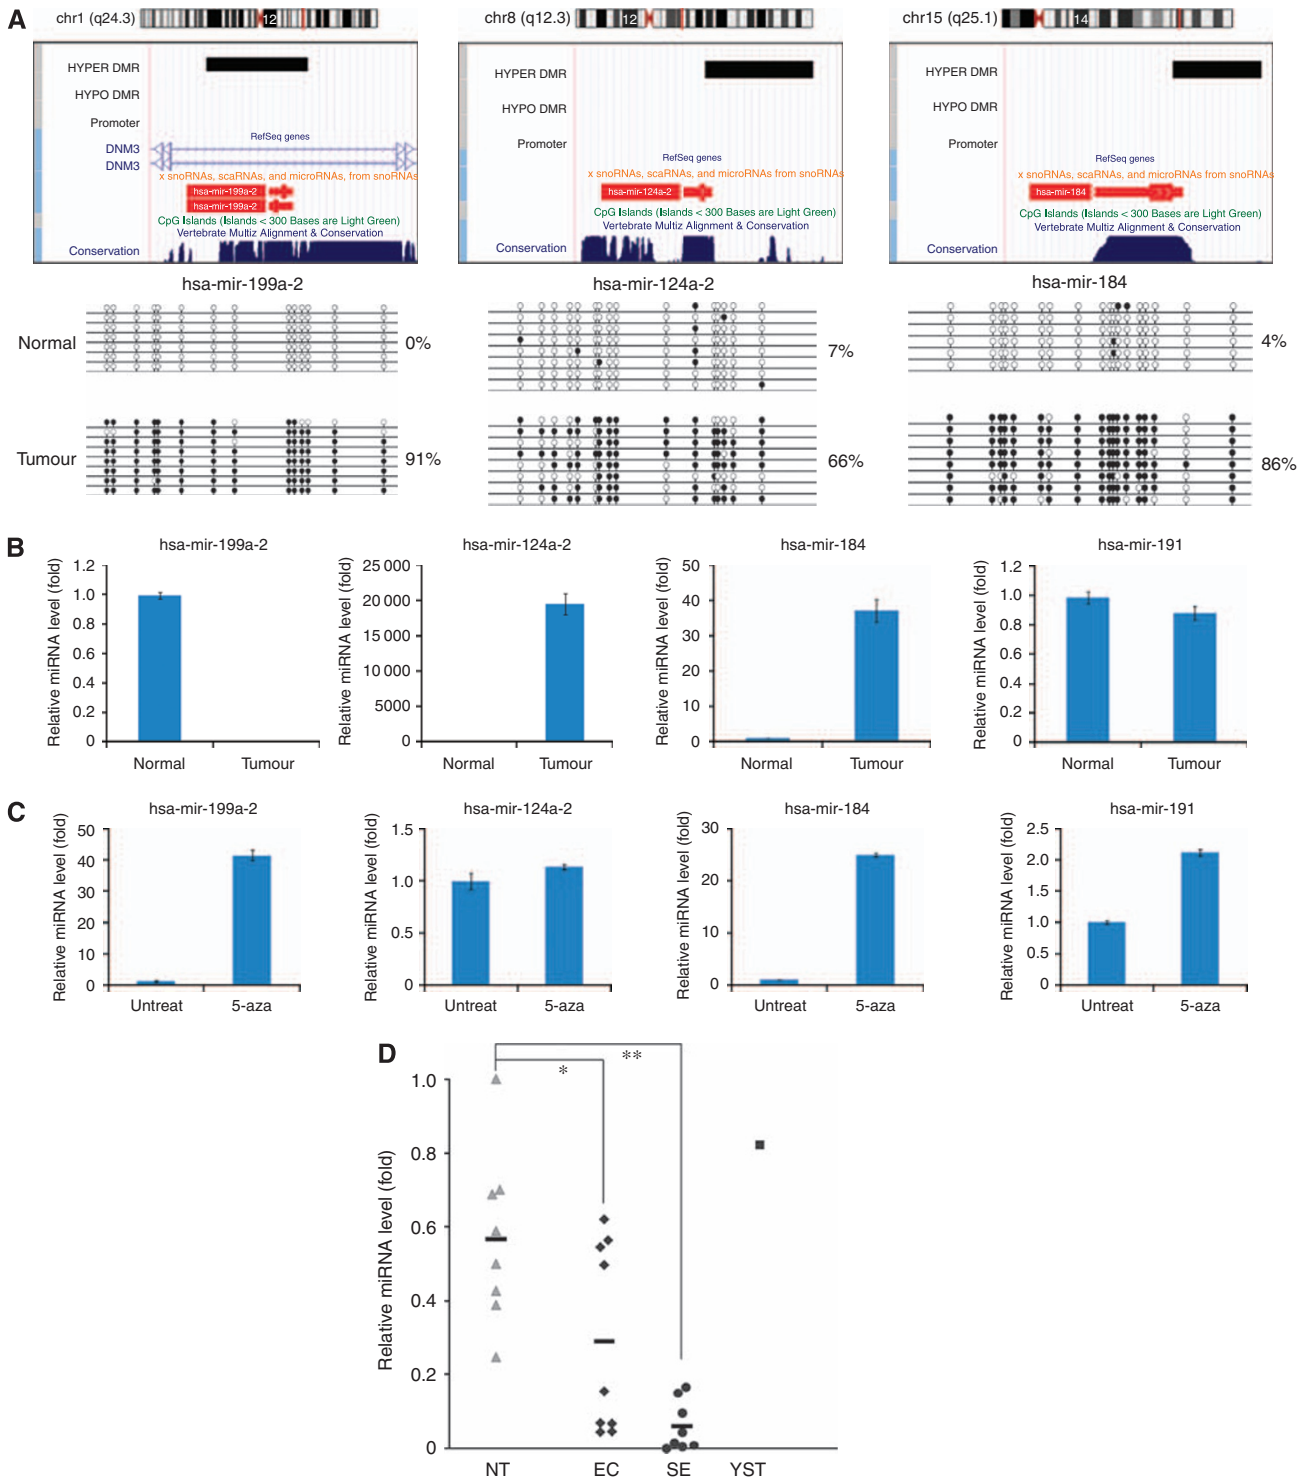 A
chr1 (q24.3)
12
HYPER DMR
HYPO DMR
Promoter
RefSeq genes
DNM3
DNM3
x snoRNAs, scaRNAs, and microRNAs, from snoRNAs
hsa-mir-199a-2
hsa-mir-199a-2
CpG Islands (Islands < 300 Bases are Light Green)
Vertebrate Multiz Alignment & Conservation
Conservation
chr8 (q12.3)
12
HYPER DMR
HYPO DMR
Promoter
RefSeq genes
x snoRNAs, scaRNAs, and microRNAs from snoRNAs
hsa-mir-124a-2
CpG Islands (Islands < 300 Bases are Light Green)
Vertebrate Multiz Alignment & Conservation
Conservation
chr15 (q25.1)
14
HYPER DMR
HYPO DMR
Promoter
RefSeq genes
x snoRNAs, scaRNAs, and microRNAs from snoRNAs
hsa-mir-184
CpG Islands (Islands < 300 Bases are Light Green)
Vertebrate Multiz Alignment & Conservation
Conservation
hsa-mir-199a-2
hsa-mir-124a-2
hsa-mir-184
Normal
0%
7%
4%
Tumour
91%
66%
86%
B
hsa-mir-199a-2
Relative miRNA level (fold)
1.2
1.0
0.8
0.6
0.4
0.2
0
Normal
Tumour
hsa-mir-124a-2
Relative miRNA level (fold)
25 000
20 000
15 000
10 000
5000
0
Normal
Tumour
hsa-mir-184
Relative miRNA level (fold)
50
40
30
20
10
0
Normal
Tumour
hsa-mir-191
Relative miRNA level (fold)
1.2
1.0
0.8
0.6
0.4
0.2
0
Normal
Tumour
C
hsa-mir-199a-2
Relative miRNA level (fold)
50
40
30
20
10
0
Untreat
5-aza
hsa-mir-124a-2
Relative miRNA level (fold)
1.5
1.0
0.5
0
Untreat
5-aza
hsa-mir-184
Relative miRNA level (fold)
30
20
10
0
Untreat
5-aza
hsa-mir-191
Relative miRNA level (fold)
2.5
2.0
1.5
1.0
0.5
0
Untreat
5-aza
D
**
*
Relative miRNA level (fold)
1.0
0.8
0.6
0.4
0.2
0
NT
EC
SE
YST